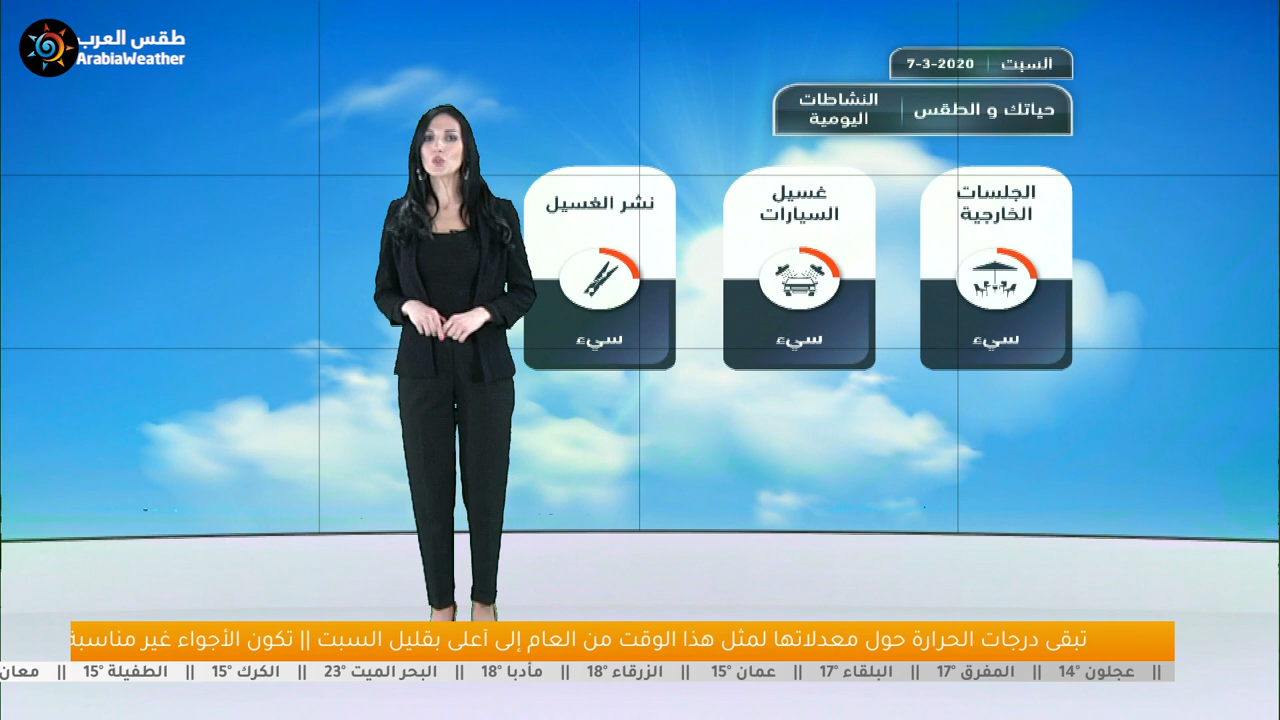 طقس العرب
ArabiaWeather
السبت 7-3-2020
حياتك و الطقس
النشاطات
اليومية
الجلسات
الخارجية
سيء
غسيل
السيارات
سيء
نشر الغسيل
سيء
تبقى درجات الحرارة حول معدلاتها لمثل هذا الوقت من العام إلى أعلى بقليل السبت || تكون الأجواء غير مناسبة
|| عجلون °14 || المفرق °17 || البلقاء °17 || عمان °15 || الزرقاء °18 || مأدبا °18 || البحر الميت °23 || الكرك °15 || الطفيلة °15 || معان